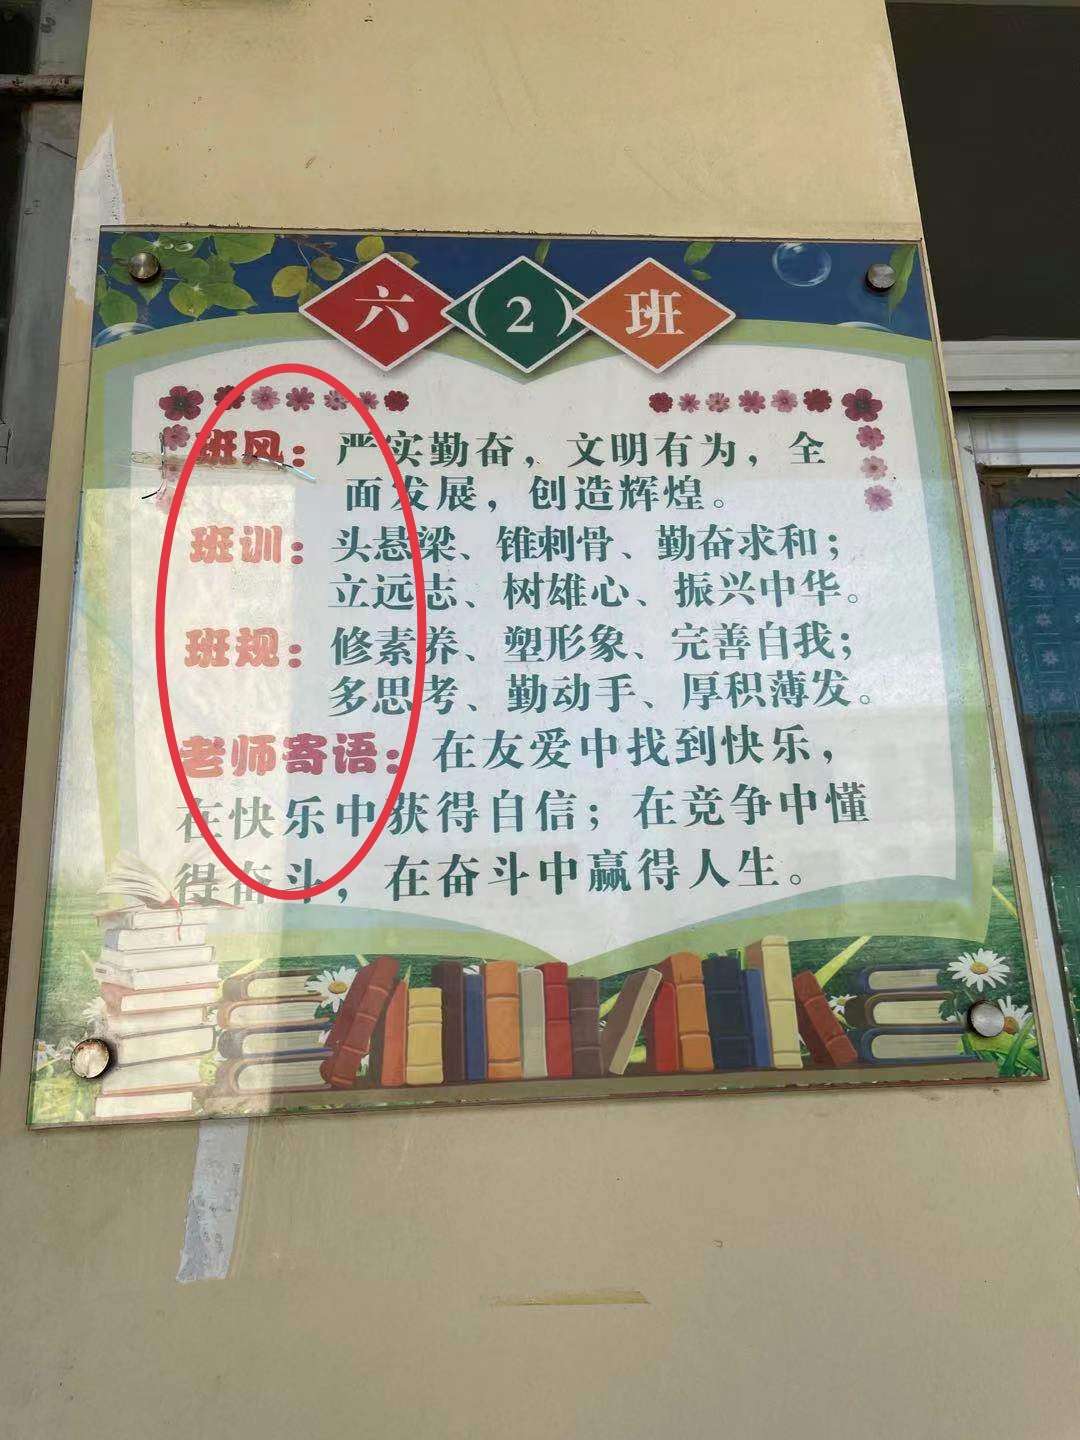 六(2)班
班风：严实勤奋，文明有为，全
面发展，创造辉煌。
班训：头悬梁、锥刺骨、勤奋求和；
立远志、树雄心、振兴中华。
班规：修素养、塑形象、完善自我；
多思考、勤动手、厚积薄发。
老师寄语：在友爱中找到快乐，
在快乐中获得自信；在竞争中懂
得奋斗，在奋斗中赢得人生。